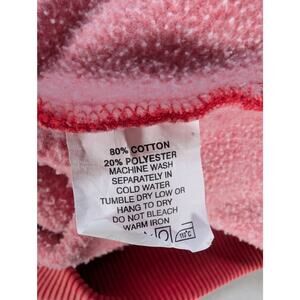 80% COTTON
20% POLYESTER
MACHINE WASH
SEPARATELY IN
COLD WATER
TUMBLE DRY LOW OR
HANG TO DRY
DO NOT BLEACH
WARM IRON
110°C